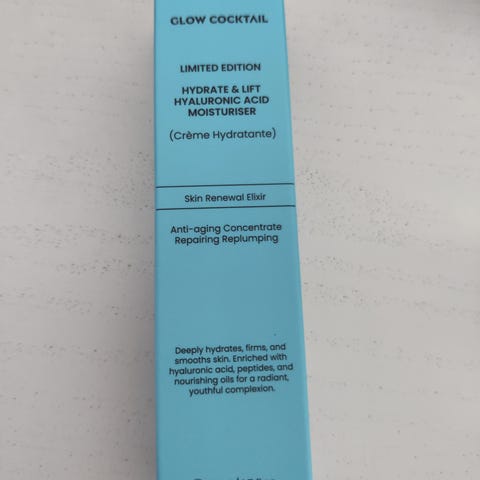 GLOW COCKTAIL
LIMITED EDITION
HYDRATE & LIFT
HYALURONIC ACID
MOISTURISER
(Crème Hydratante)
Skin Renewal Elixir
Anti-aging Concentrate
Repairing Replumping
Deeply hydrates, firms, and
smooths skin. Enriched with
hyaluronic acid, peptides, and
nourishing oils for a radiant,
youthful complexion.